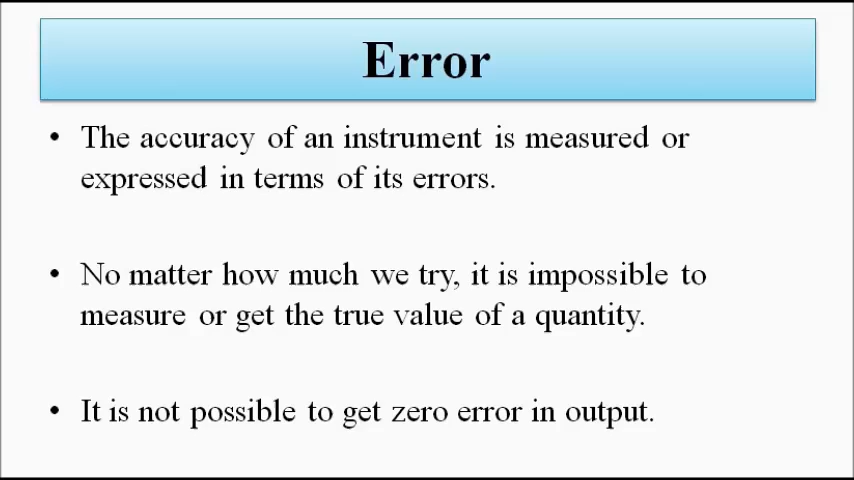 Error
• The accuracy of an instrument is measured or
expressed in terms of its errors.
• No matter how much we try, it is impossible to
measure or get the true value of a quantity.
• It is not possible to get zero error in output.